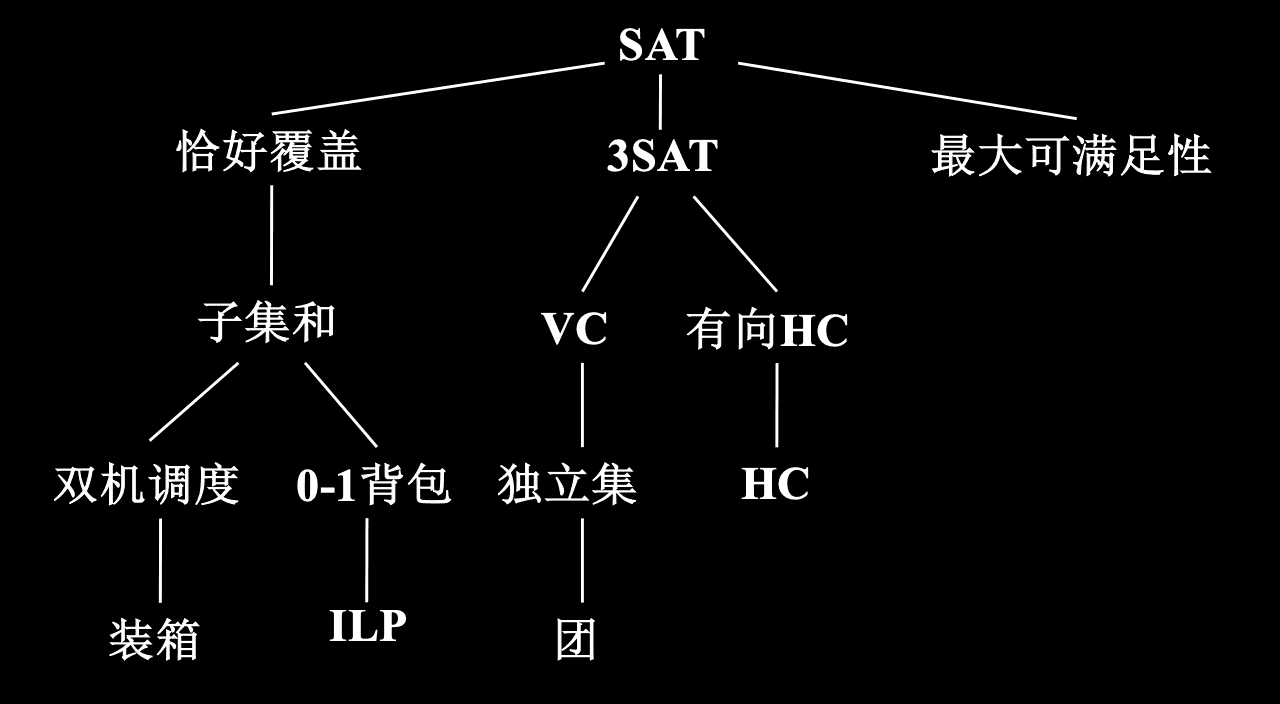 SAT
恰好覆盖 3SAT 最大可满足性
子集和 VC 有向HC
双机调度 0-1背包 独立集 HC
装箱 ILP 团